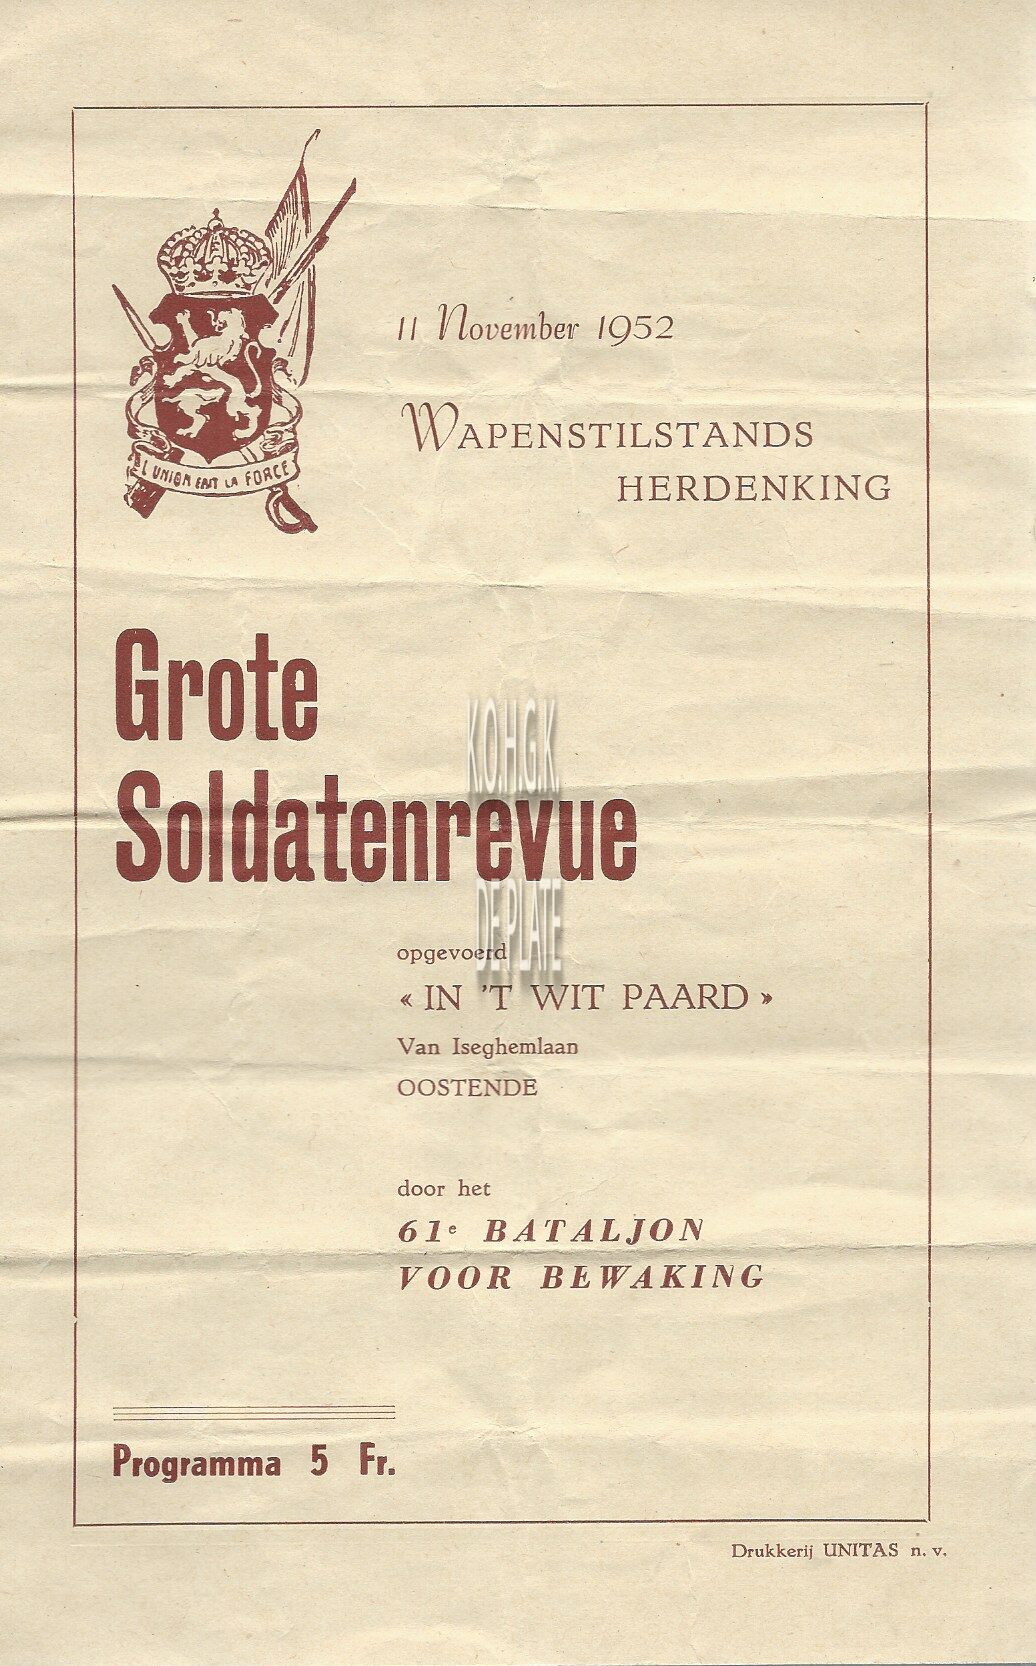 L'UNION FAIT LA FORCE
11 November 1952
WAPENSTILSTANDS
HERDENKING
Grote
Soldatenrevue
K.O.H.G.K.
DE PLATE
opgevoerd
« IN 'T WIT PAARD »
Van Iseghemlaan
OOSTENDE
door het
61e BATALJON
VOOR BEWAKING
Programma 5 Fr.
Drukkerij UNITAS n. v.